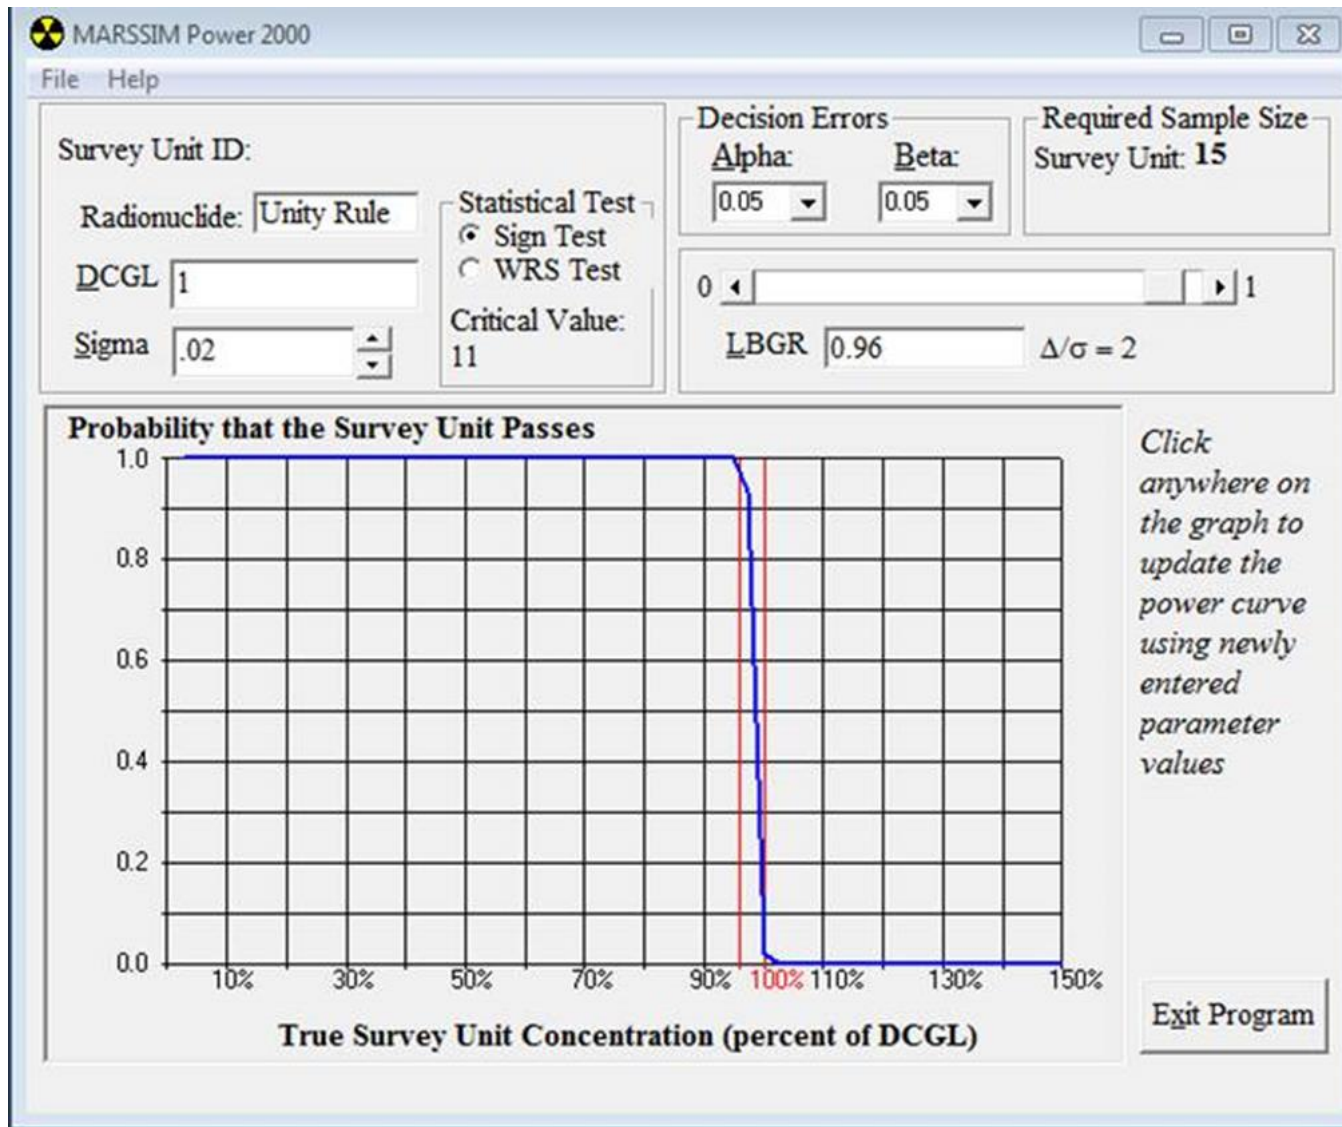 MARSSIM Power 2000
File Help
Survey Unit ID:
Radionuclide: Unity Rule
DCGL 1
Sigma .02
Statistical Test
Sign Test
WRS Test
Critical Value:
11
Decision Errors
Alpha: Beta:
0.05 0.05
Required Sample Size
Survey Unit: 15
0 1
LBGR 0.96 Δ/σ = 2
Probability that the Survey Unit Passes
1.0
0.8
0.6
0.4
0.2
0.0
10% 30% 50% 70% 90% 100% 110% 130% 150%
True Survey Unit Concentration (percent of DCGL)
Click
anywhere on
the graph to
update the
power curve
using newly
entered
parameter
values
Exit Program